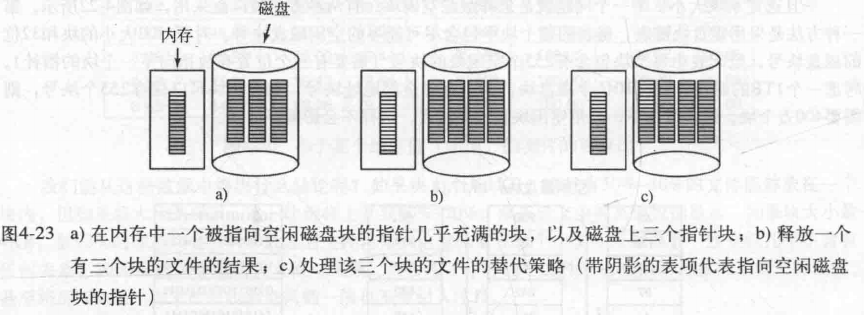 磁盘
内存
a)
b)
c)
图4-23 a) 在内存中一个被指向空闲磁盘块的指针几乎充满的块，以及磁盘上三个指针块；b) 释放一个
有三个块的文件的结果；c) 处理该三个块的文件的替代策略（带阴影的表项代表指向空闲磁盘
块的指针）